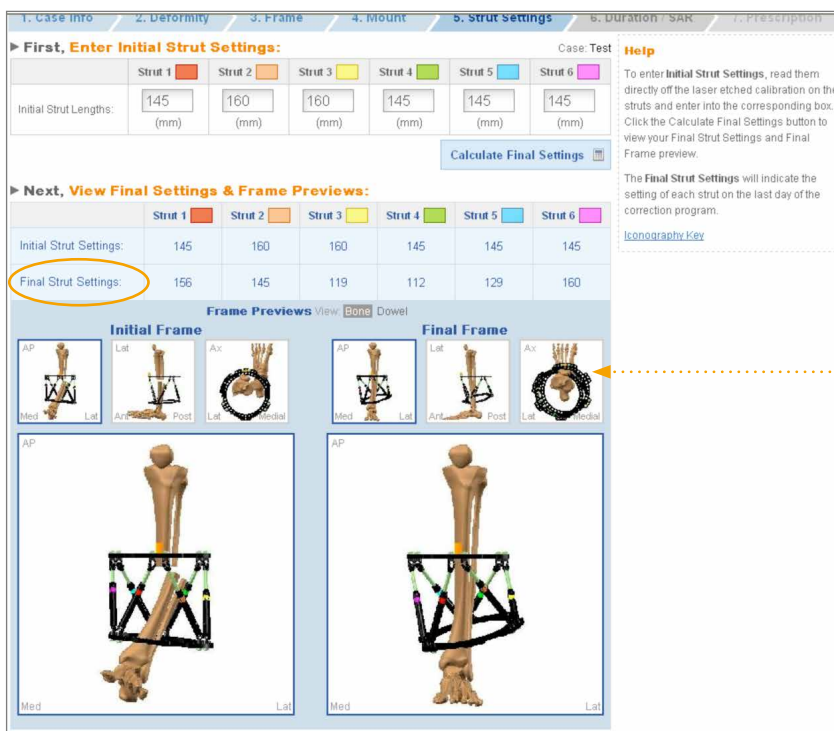 1. Case Info 2. Deformity 3. Frame 4. Mount 5. Strut Settings 6. Duration / SAR 7. Prescription
First, Enter Initial Strut Settings: Case: Test
Strut 1 Strut 2 Strut 3 Strut 4 Strut 5 Strut 6
Initial Strut Lengths: 145 160 160 145 145 145
(mm) (mm) (mm) (mm) (mm) (mm)
Calculate Final Settings
Next, View Final Settings & Frame Previews:
Strut 1 Strut 2 Strut 3 Strut 4 Strut 5 Strut 6
Initial Strut Settings: 145 160 160 145 145 145
Final Strut Settings: 156 145 119 112 129 160
Frame Previews View: Bone Dowel
Initial Frame Final Frame
AP Lat Ax AP Lat Ax
Med Lat Ant Post Lat Medial Med Lat Ant Post Lat Medial
AP AP
Med Lat Med Lat
Help
To enter Initial Strut Settings, read them
directly off the laser etched calibration on the
struts and enter into the corresponding box.
Click the Calculate Final Settings button to
view your Final Strut Settings and Final
Frame preview.
The Final Strut Settings will indicate the
setting of each strut on the last day of the
correction program.
Iconography Key